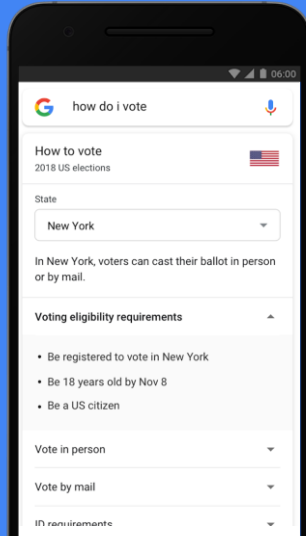 06:00
how do i vote
How to vote
2018 US elections
State
New York
In New York, voters can cast their ballot in person
or by mail.
Voting eligibility requirements
• Be registered to vote in New York
• Be 18 years old by Nov 8
• Be a US citizen
Vote in person
Vote by mail
ID requirements